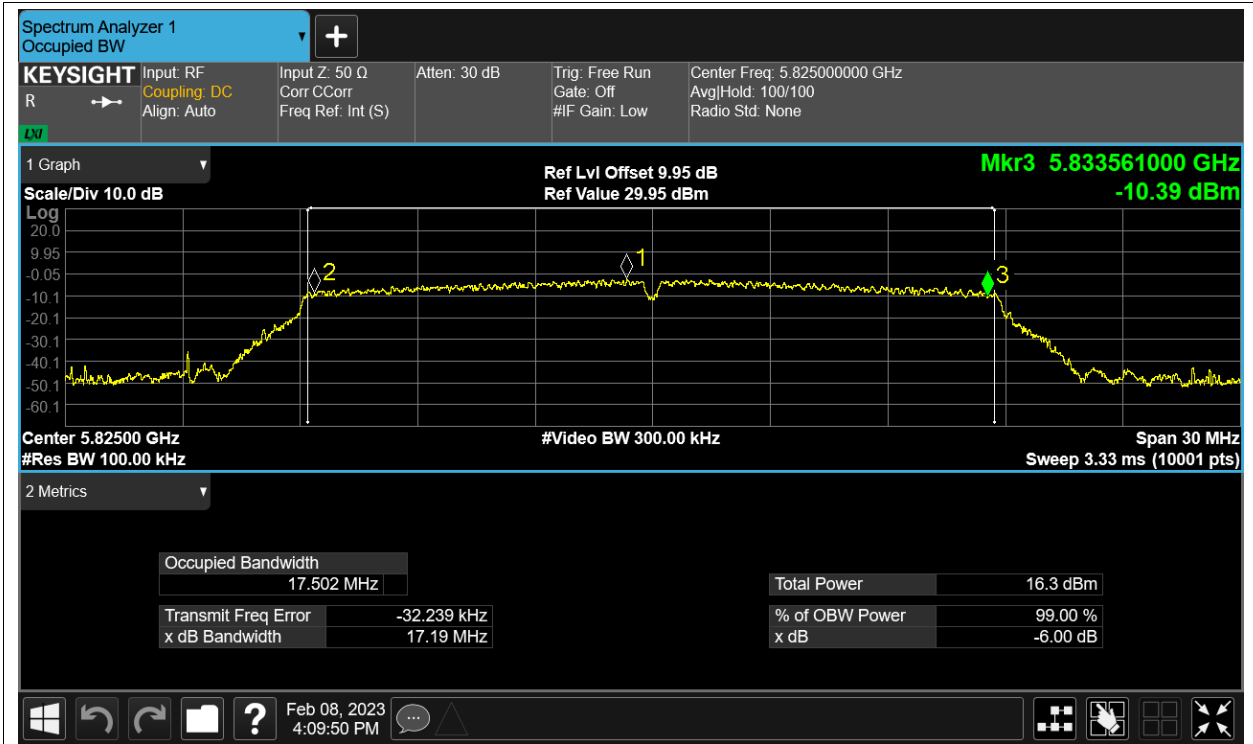 Spectrum Analyzer 1
Occupied BW
KEYSIGHT
R
LXI
Input: RF
Coupling: DC
Align: Auto
Input Z: 50 Ω
Corr CCorr
Freq Ref: Int (S)
Atten: 30 dB
Trig: Free Run
Gate: Off
#IF Gain: Low
Center Freq: 5.825000000 GHz
Avg|Hold: 100/100
Radio Std: None
1 Graph
Scale/Div 10.0 dB
Ref Lvl Offset 9.95 dB
Ref Value 29.95 dBm
Mkr3 5.833561000 GHz
-10.39 dBm
Log
20.0
9.95
-0.05
-10.1
-20.1
-30.1
-40.1
-50.1
-60.1
2
1
3
Center 5.82500 GHz
#Res BW 100.00 kHz
#Video BW 300.00 kHz
Span 30 MHz
Sweep 3.33 ms (10001 pts)
2 Metrics
Occupied Bandwidth
17.502 MHz
Transmit Freq Error -32.239 kHz
x dB Bandwidth 17.19 MHz
Total Power 16.3 dBm
% of OBW Power 99.00 %
x dB -6.00 dB
?
Feb 08, 2023
4:09:50 PM